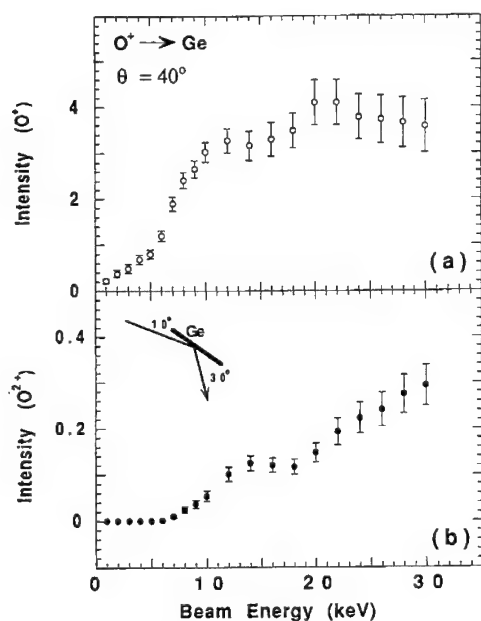 O⁺ → Ge
θ = 40°
4
2
0
Intensity (O⁺)
(a)
10°
Ge
30°
0.4
0.2
0
Intensity (O²⁺)
(b)
0 10 20 30
Beam Energy (keV)